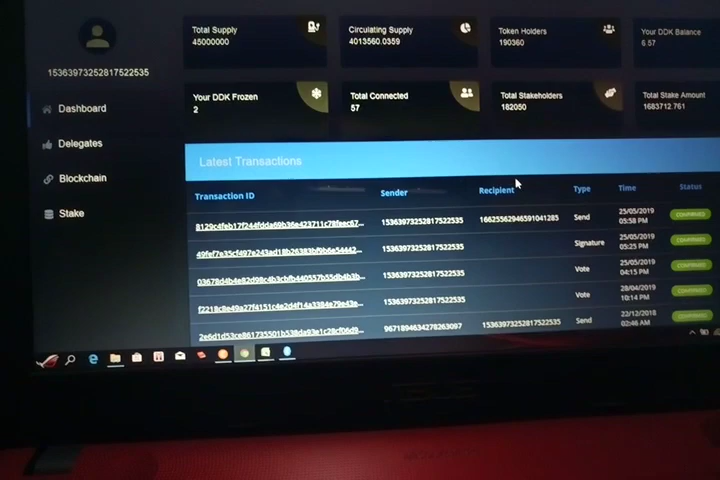 Total Supply
45000000
Circulating Supply
4013560.0359
Token Holders
190360
Your DDK Balance
6.57
15363973252817522535
Your DDK Frozen
2
Total Connected
57
Total Stakeholders
182050
Total Stake Amount
1683712.761
Dashboard
Delegates
Blockchain
Stake
Latest Transactions
Transaction ID Sender Recipient Type Time Status
15363973252817522535 16625562946591041285 Send 25/05/2019 05:58 PM CONFIRMED
15363973252817522535 Signature 25/05/2019 05:25 PM CONFIRMED
15363973252817522535 Vote 25/05/2019 04:15 PM CONFIRMED
15363973252817522535 Vote 28/04/2019 10:14 PM CONFIRMED
9671894634278263097 15363973252817522535 Send 22/12/2018 02:46 AM CONFIRMED